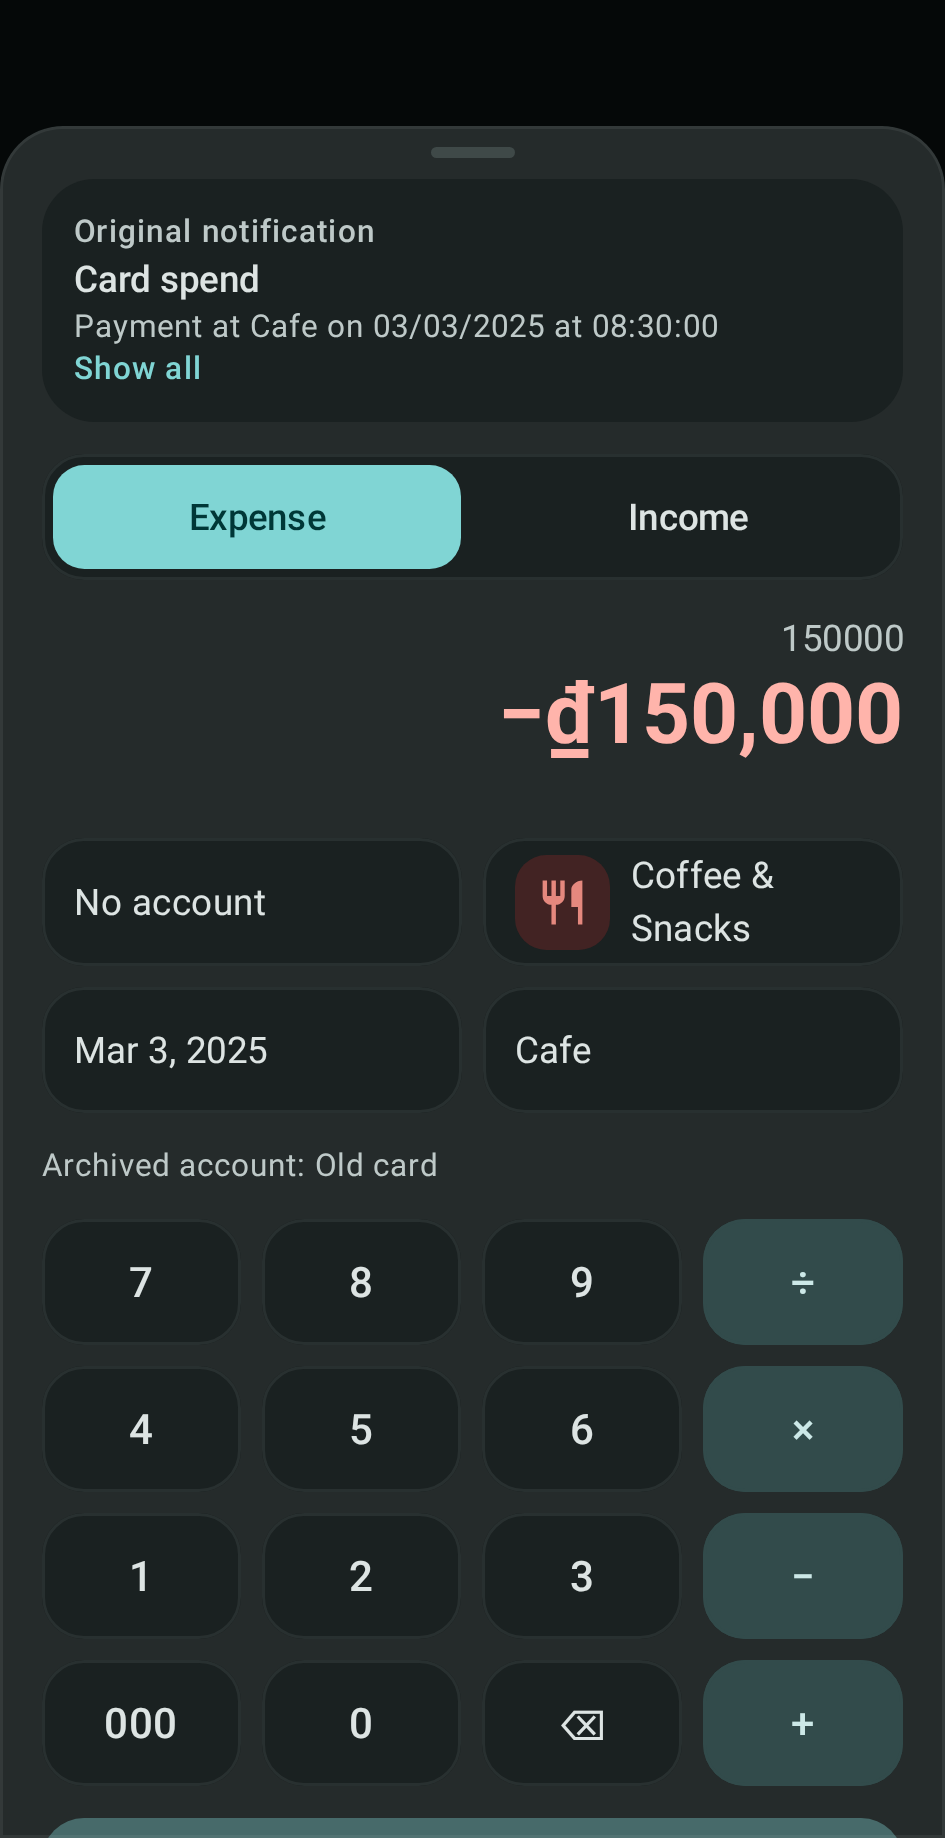 Original notification
Card spend
Payment at Cafe on 03/03/2025 at 08:30:00
Show all
Expense
Income
150000
−₫150,000
No account
Coffee &
Snacks
Mar 3, 2025
Cafe
Archived account: Old card
7
8
9
÷
4
5
6
×
1
2
3
−
000
0
+